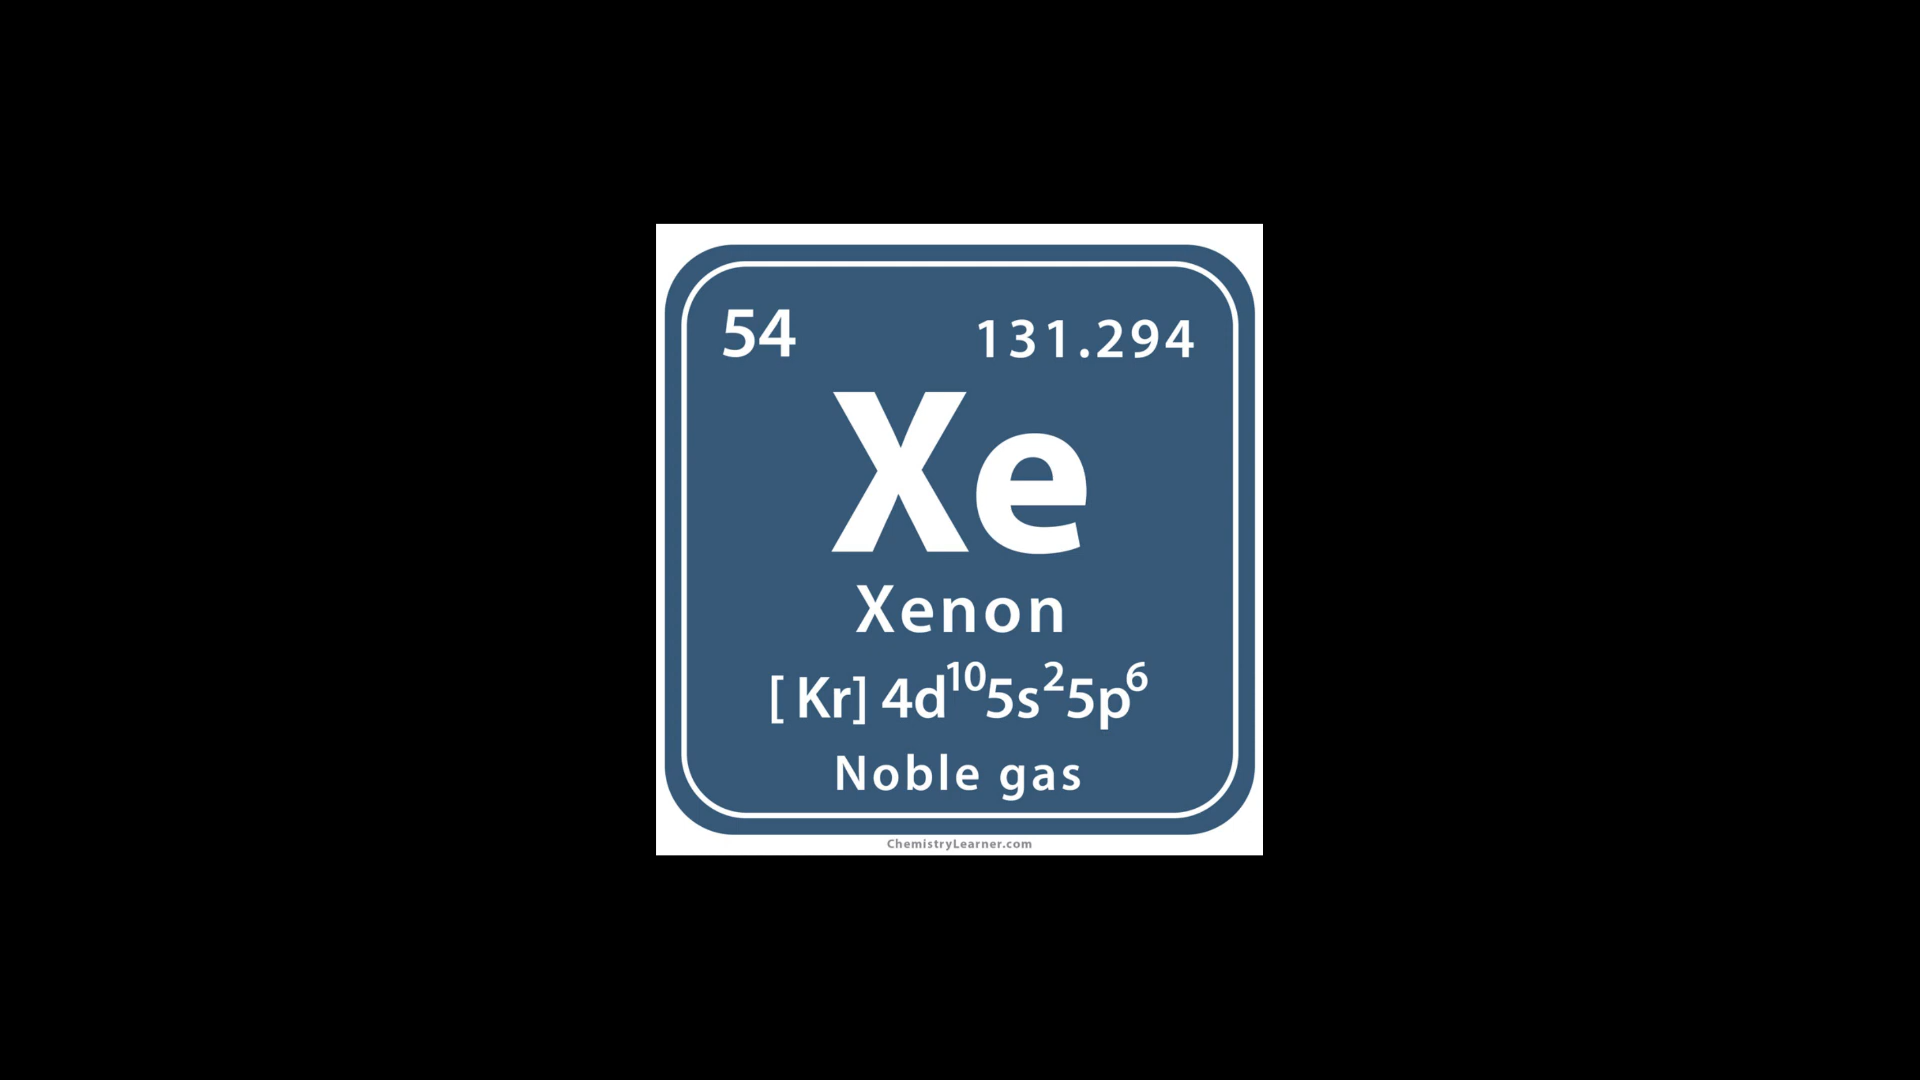 54 131.294
Xe
Xenon
[ Kr] 4d¹⁰5s²5p⁶
Noble gas
ChemistryLearner.com